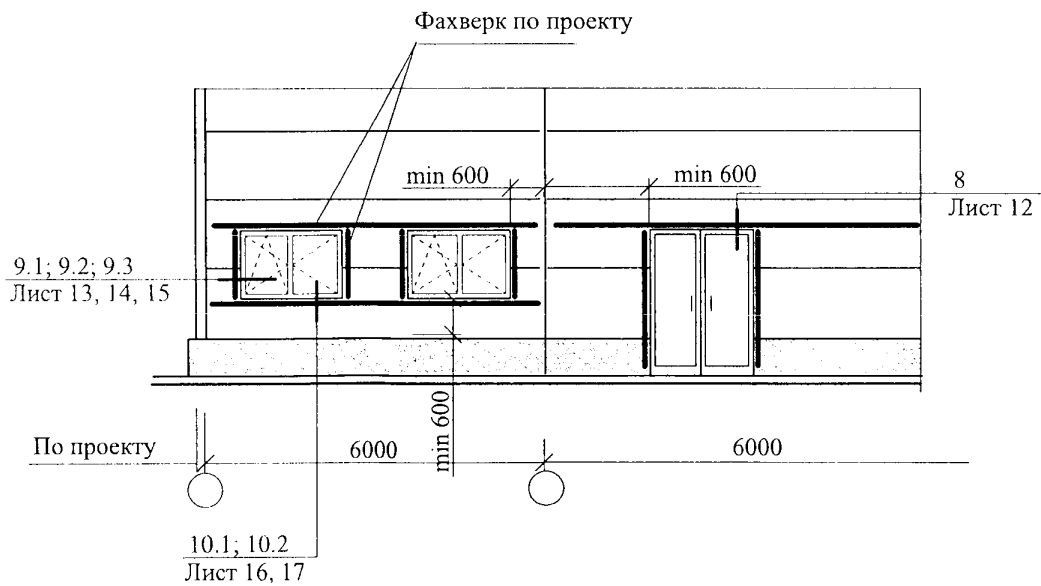 Фахверк по проекту
min 600
min 600
8
Лист 12
9.1; 9.2; 9.3
Лист 13, 14, 15
min 600
По проекту
6000
6000
10.1; 10.2
Лист 16, 17